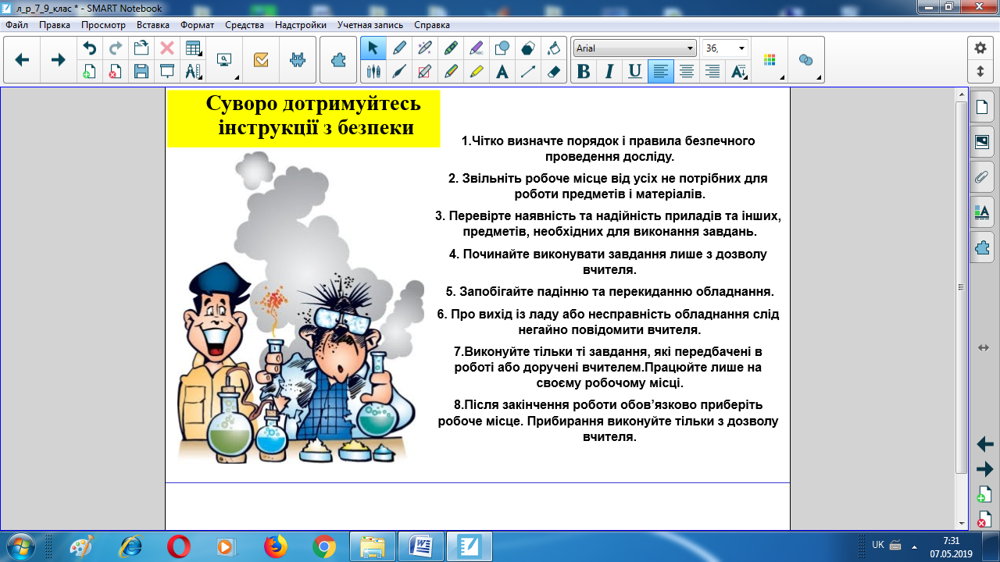 л_р_7_9_клас * - SMART Notebook
Файл Правка Просмотр Вставка Формат Средства Надстройки Учетная запись Справка
Arial 36,
B I U
Суворо дотримуйтесь
інструкції з безпеки
1.Чітко визначте порядок і правила безпечного
проведення досліду.
2. Звільніть робоче місце від усіх не потрібних для
роботи предметів і матеріалів.
3. Перевірте наявність та надійність приладів та інших,
предметів, необхідних для виконання завдань.
4. Починайте виконувати завдання лише з дозволу
вчителя.
5. Запобігайте падінню та перекиданню обладнання.
6. Про вихід із ладу або несправність обладнання слід
негайно повідомити вчителя.
7.Виконуйте тільки ті завдання, які передбачені в
роботі або доручені вчителем.Працюйте лише на
своєму робочому місці.
8.Після закінчення роботи обов’язково приберіть
робоче місце. Прибирання виконуйте тільки з дозволу
вчителя.
UK
7:31
07.05.2019